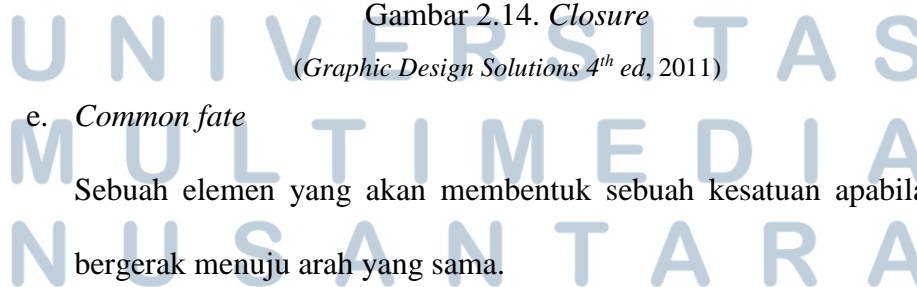 Gambar 2.14. Closure
(Graphic Design Solutions 4th ed, 2011)
UNIVERSITAS
e. Common fate
MULTIMEDIA
Sebuah elemen yang akan membentuk sebuah kesatuan apabila
NUSANTARA
bergerak menuju arah yang sama.